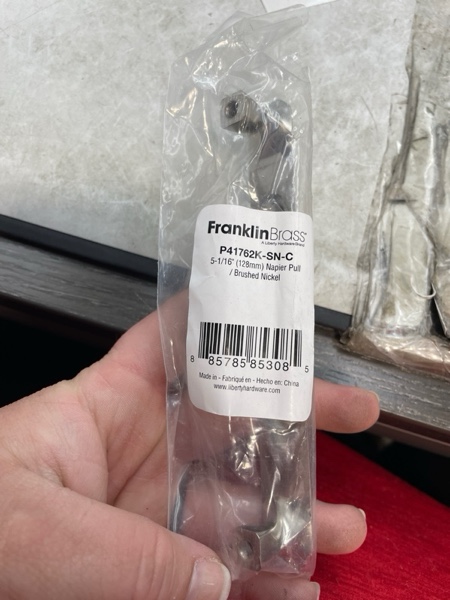 FranklinBrass
A Liberty Hardware Brand
P41762K-SN-C
5-1/16" (128mm) Napier Pull
/ Brushed Nickel
8 85785 85308 5
Made in - Fabriqué en - Hecho en: China
www.libertyhardware.com